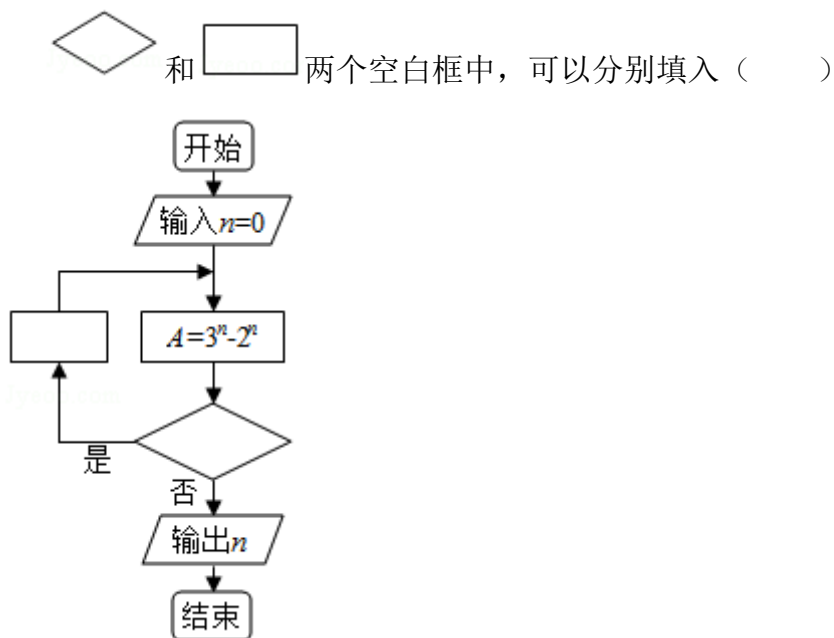 和 两个空白框中，可以分别填入（　　）
开始
输入n=0
A=3ⁿ-2ⁿ
是
否
输出n
结束